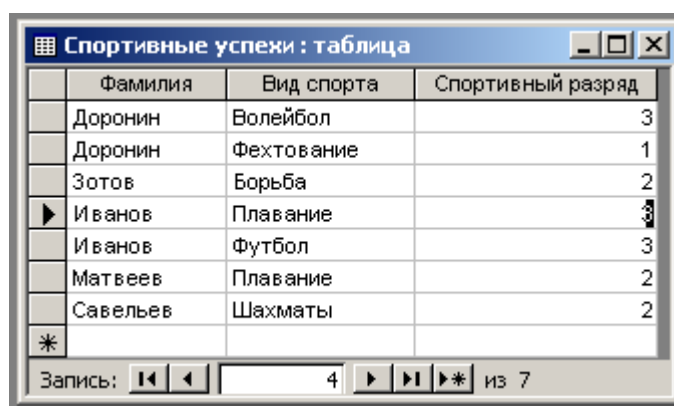 Спортивные успехи : таблица
Фамилия Вид спорта Спортивный разряд
Доронин Волейбол 3
Доронин Фехтование 1
Зотов Борьба 2
Иванов Плавание 3
Иванов Футбол 3
Матвеев Плавание 2
Савельев Шахматы 2
Запись: 4 из 7